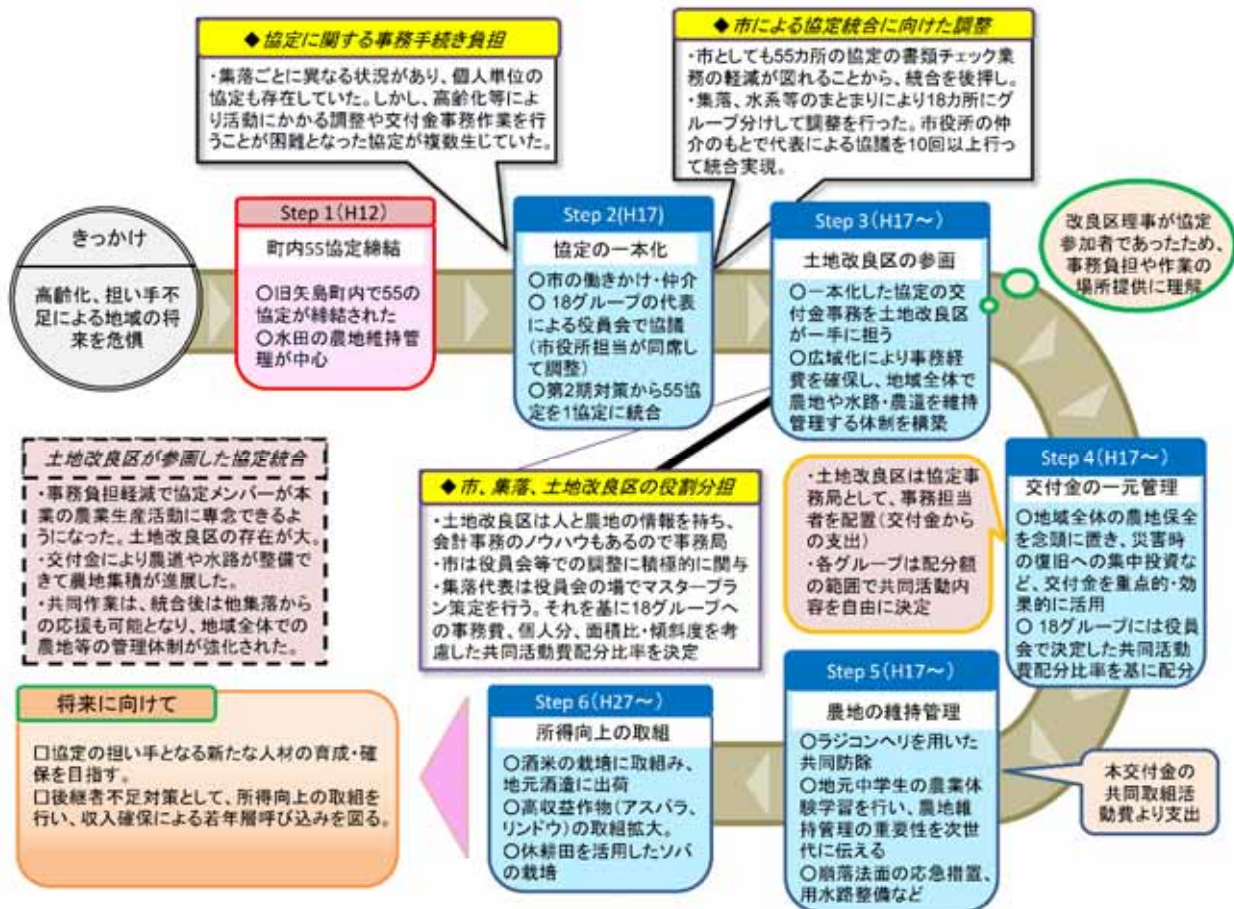 ◆協定に関する事務手続き負担
・集落ごとに異なる状況があり、個人単位の
協定も存在していた。しかし、高齢化等によ
り活動にかかる調整や交付金事務作業を行
うことが困難となった協定が複数生じていた。
◆市による協定統合に向けた調整
・市としても55カ所の協定の書類チェック業
務の軽減が図れることから、統合を後押し。
・集落、水系等のまとまりにより18カ所にグ
ループ分けして調整を行った。市役所の仲
介のもとで代表による協議を10回以上行っ
て統合実現。
きっかけ
高齢化、担い手不
足による地域の将
来を危惧
Step 1(H12)
町内55協定締結
○旧矢島町内で55の
協定が締結された
○水田の農地維持管
理が中心
Step 2(H17)
協定の一本化
○市の働きかけ・仲介
○ 18グループの代表
による役員会で協議
(市役所担当が同席し
て調整)
○第2期対策から55協
定を1協定に統合
Step 3(H17～)
土地改良区の参画
○一本化した協定の交
付金事務を土地改良区
が一手に担う
○広域化により事務経
費を確保し、地域全体で
農地や水路・農道を維持
管理する体制を構築
改良区理事が協定
参加者であったため、
事務負担や作業の
場所提供に理解
土地改良区が参画した協定統合
・事務負担軽減で協定メンバーが本
業の農業生産活動に専念できるよ
うになった。土地改良区の存在が大。
・交付金により農道や水路が整備で
きて農地集積が進展した。
・共同作業は、統合後は他集落から
の応援も可能となり、地域全体での
農地等の管理体制が強化された。
◆市、集落、土地改良区の役割分担
・土地改良区は人と農地の情報を持ち、
会計事務のノウハウもあるので事務局
・市は役員会等での調整に積極的に関与
・集落代表は役員会の場でマスタープラ
ン策定を行う。それを基に18グループへ
の事務費、個人分、面積比・傾斜度を考
慮した共同活動費配分比率を決定
・土地改良区は協定事
務局として、事務担当
者を配置(交付金から
の支出)
・各グループは配分額
の範囲で共同活動内
容を自由に決定
Step 4(H17～)
交付金の一元管理
○地域全体の農地保全
を念頭に置き、災害時
の復旧への集中投資な
ど、交付金を重点的・効
果的に活用
○ 18グループには役員
会で決定した共同活動
費配分比率を基に配分
Step 5(H17～)
農地の維持管理
○ラジコンヘリを用いた
共同防除
○地元中学生の農業体
験学習を行い、農地維
持管理の重要性を次世
代に伝える
○崩落法面の応急措置、
用水路整備など
本交付金の
共同取組活
動費より支出
Step 6(H27～)
所得向上の取組
○酒米の栽培に取組み、
地元酒造に出荷
○高収益作物(アスパラ、
リンドウ)の取組拡大。
○休耕田を活用したソバ
の栽培
将来に向けて
□協定の担い手となる新たな人材の育成・確
保を目指す。
□後継者不足対策として、所得向上の取組を
行い、収入確保による若年層呼び込みを図る。